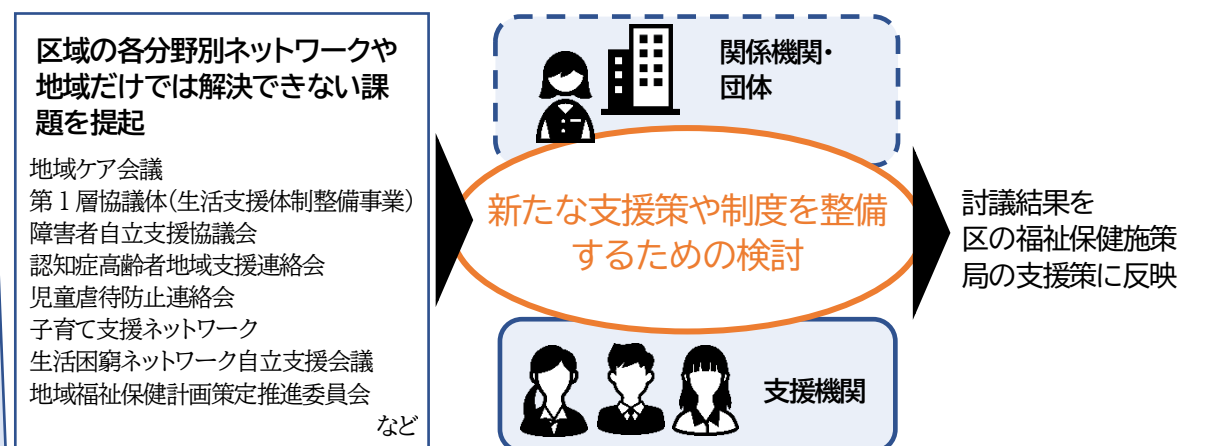 区域の各分野別ネットワークや
地域だけでは解決できない課
題を提起
地域ケア会議
第１層協議体(生活支援体制整備事業)
障害者自立支援協議会
認知症高齢者地域支援連絡会
児童虐待防止連絡会
子育て支援ネットワーク
生活困窮ネットワーク自立支援会議
地域福祉保健計画策定推進委員会
など
関係機関・
団体
新たな支援策や制度を整備
するための検討
支援機関
討議結果を
区の福祉保健施策
局の支援策に反映